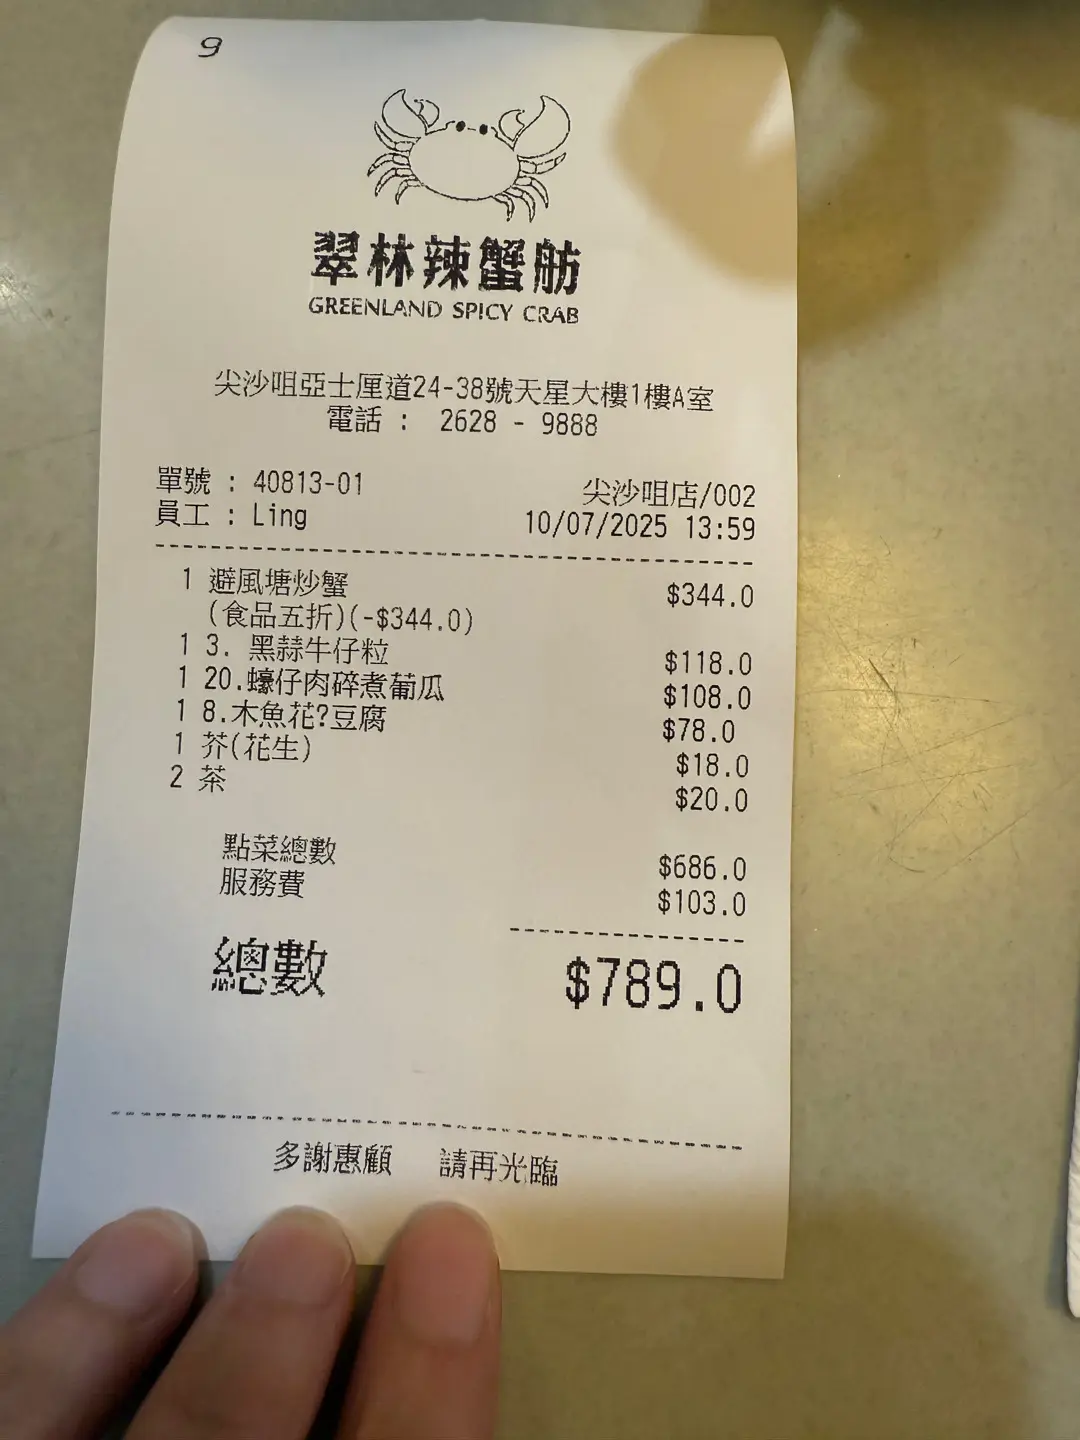 9
翠林辣蟹舫
GREENLAND SPICY CRAB
尖沙咀亞士厘道24-38號天星大樓1樓A室
電話 : 2628 - 9888
單號 : 40813-01 尖沙咀店/002
員工 : Ling 10/07/2025 13:59
1 避風塘炒蟹 $344.0
(食品五折)(-$344.0)
1 3. 黑蒜牛仔粒 $118.0
1 20.蠔仔肉碎煮葡瓜 $108.0
1 8.木魚花?豆腐 $78.0
1 芥(花生) $18.0
2 茶 $20.0
點菜總數 $686.0
服務費 $103.0
總數 $789.0
多謝惠顧 請再光臨